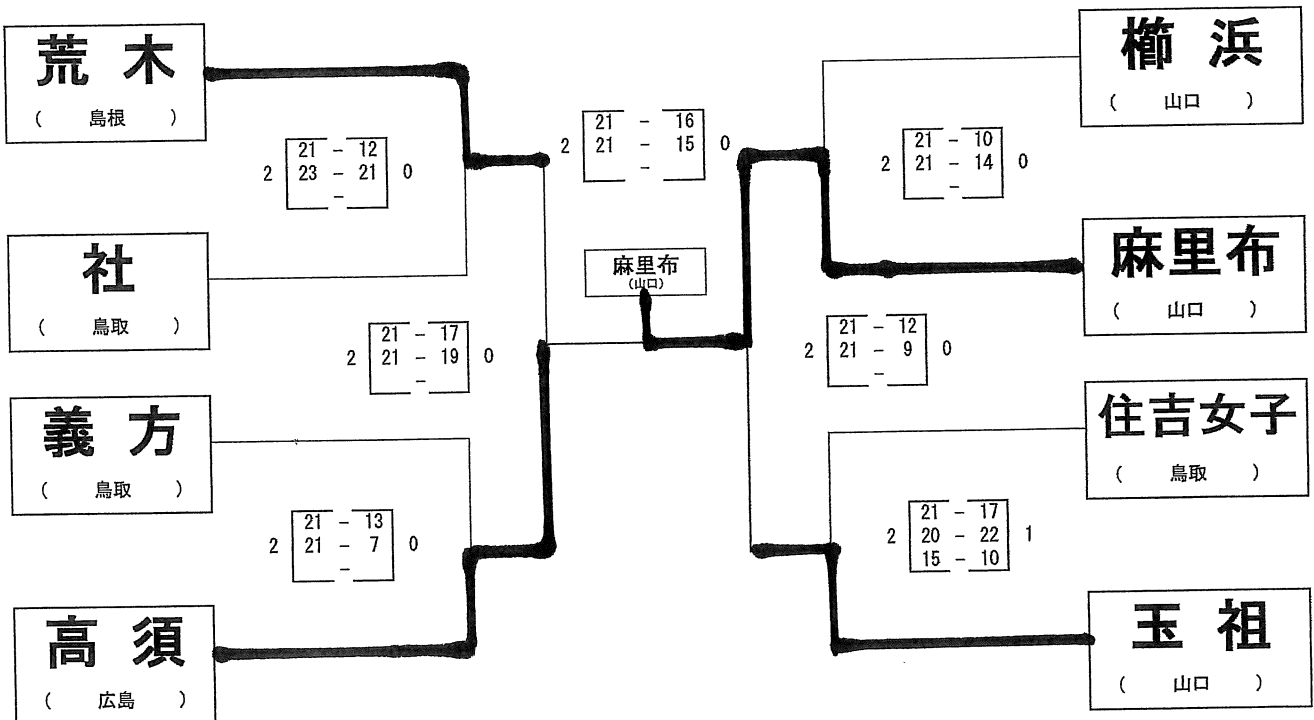 荒木
( 島根 )
2 21 - 12 0
23 - 21
-
社
( 鳥取 )
2 21 - 17 0
21 - 19
-
義方
( 鳥取 )
2 21 - 13 0
21 - 7
-
高須
( 広島 )
2 21 - 16 0
21 - 15
-
麻里布
(山口)
櫛浜
( 山口 )
2 21 - 10 0
21 - 14
-
麻里布
( 山口 )
2 21 - 12 0
21 - 9
-
住吉女子
( 鳥取 )
21 - 17
2 20 - 22 1
15 - 10
玉祖
( 山口 )